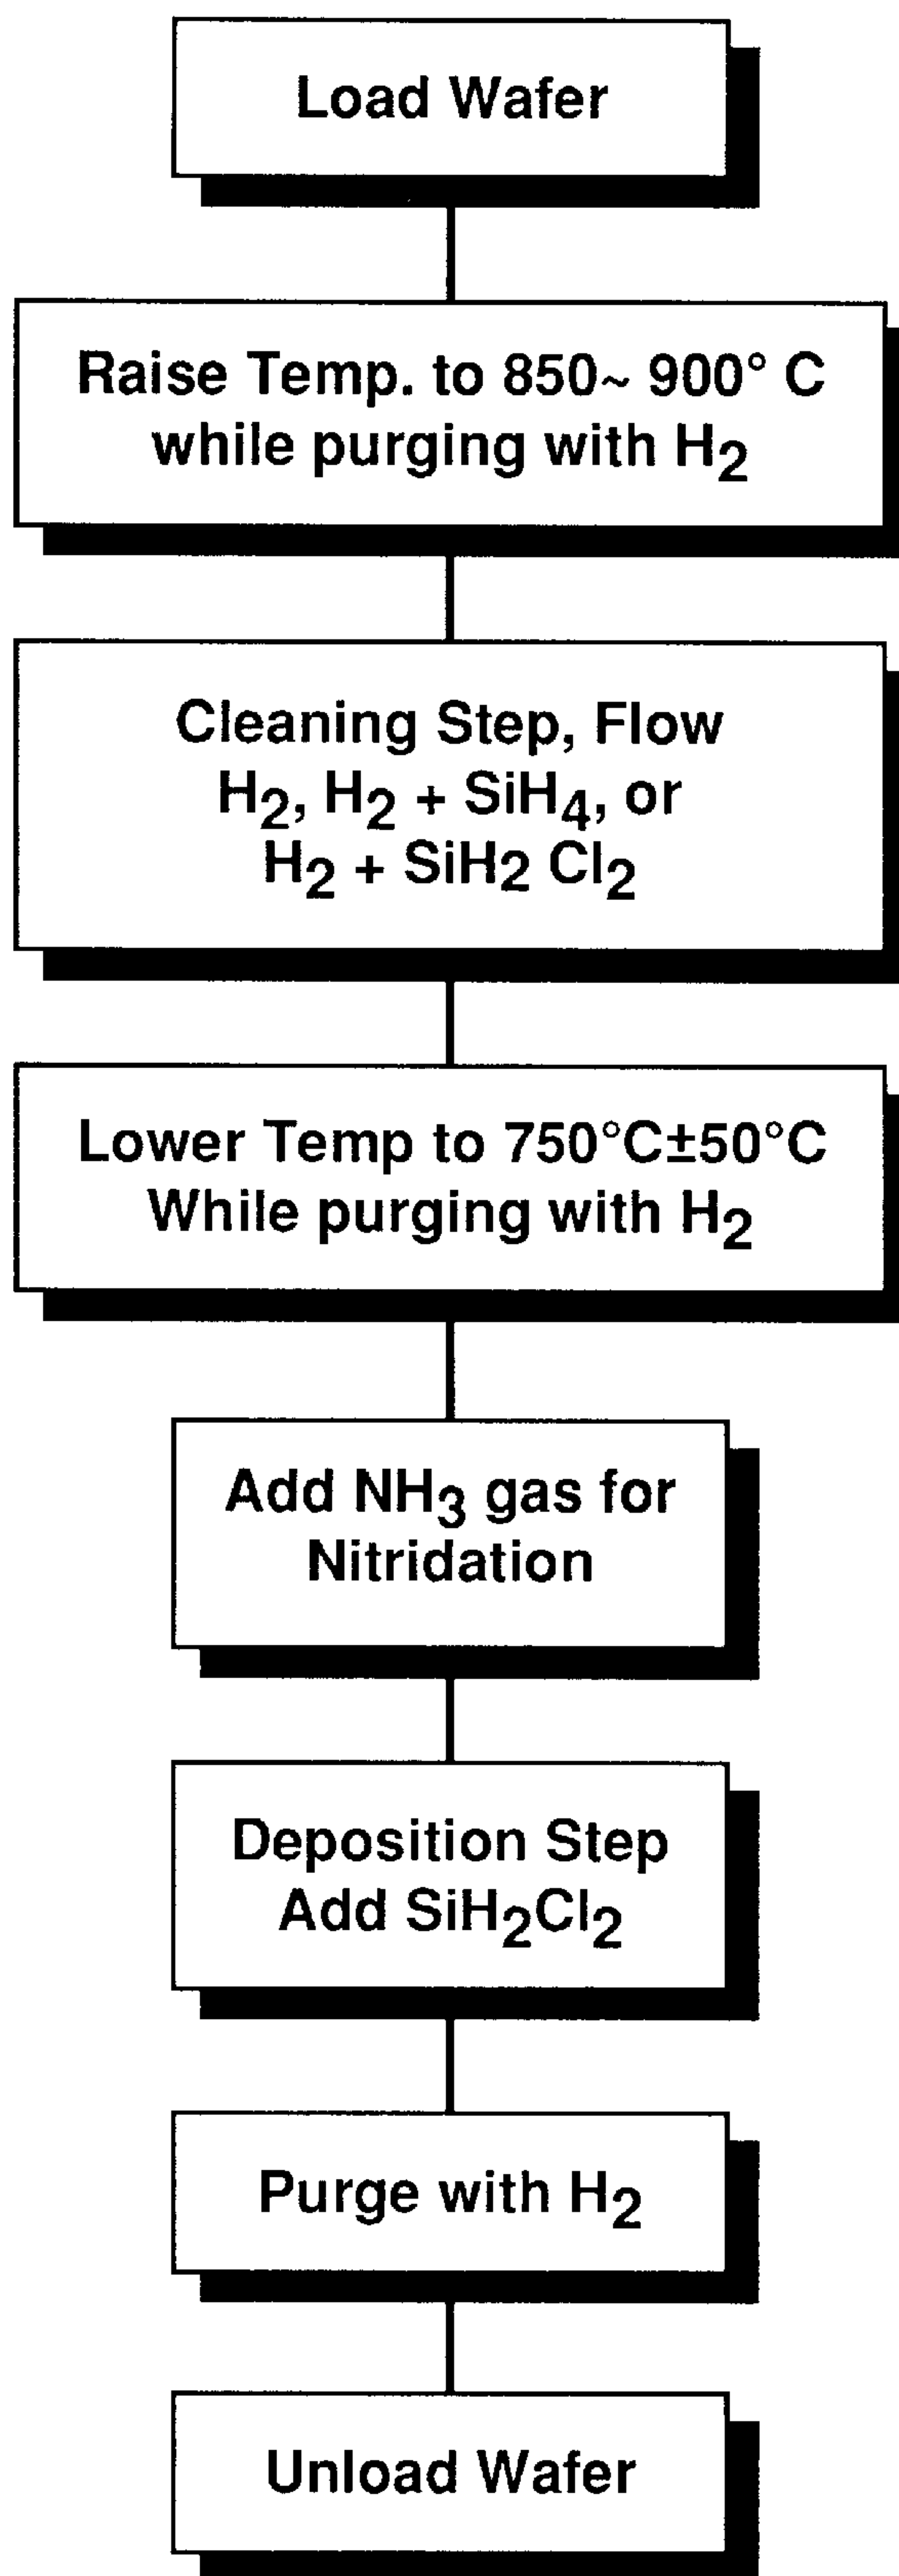 Load Wafer
Raise Temp. to 850~ 900° C
while purging with H₂
Cleaning Step, Flow
H₂, H₂ + SiH₄, or
H₂ + SiH₂ Cl₂
Lower Temp to 750°C±50°C
While purging with H₂
Add NH₃ gas for
Nitridation
Deposition Step
Add SiH₂Cl₂
Purge with H₂
Unload Wafer